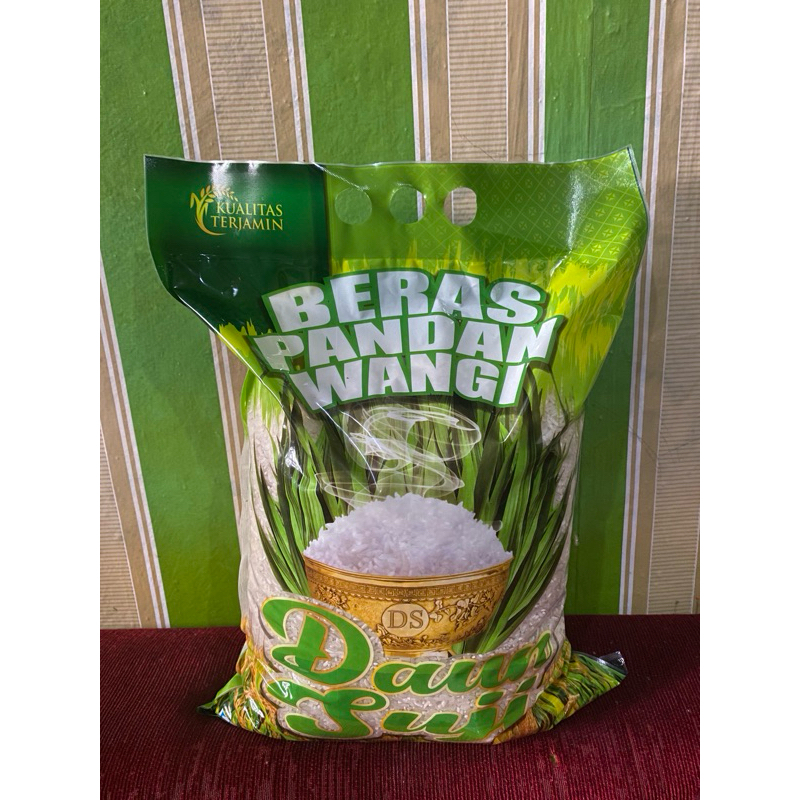 KUALITAS
TERJAMIN
BERAS
PANDAN
WANGI
DS
Daun
Suji